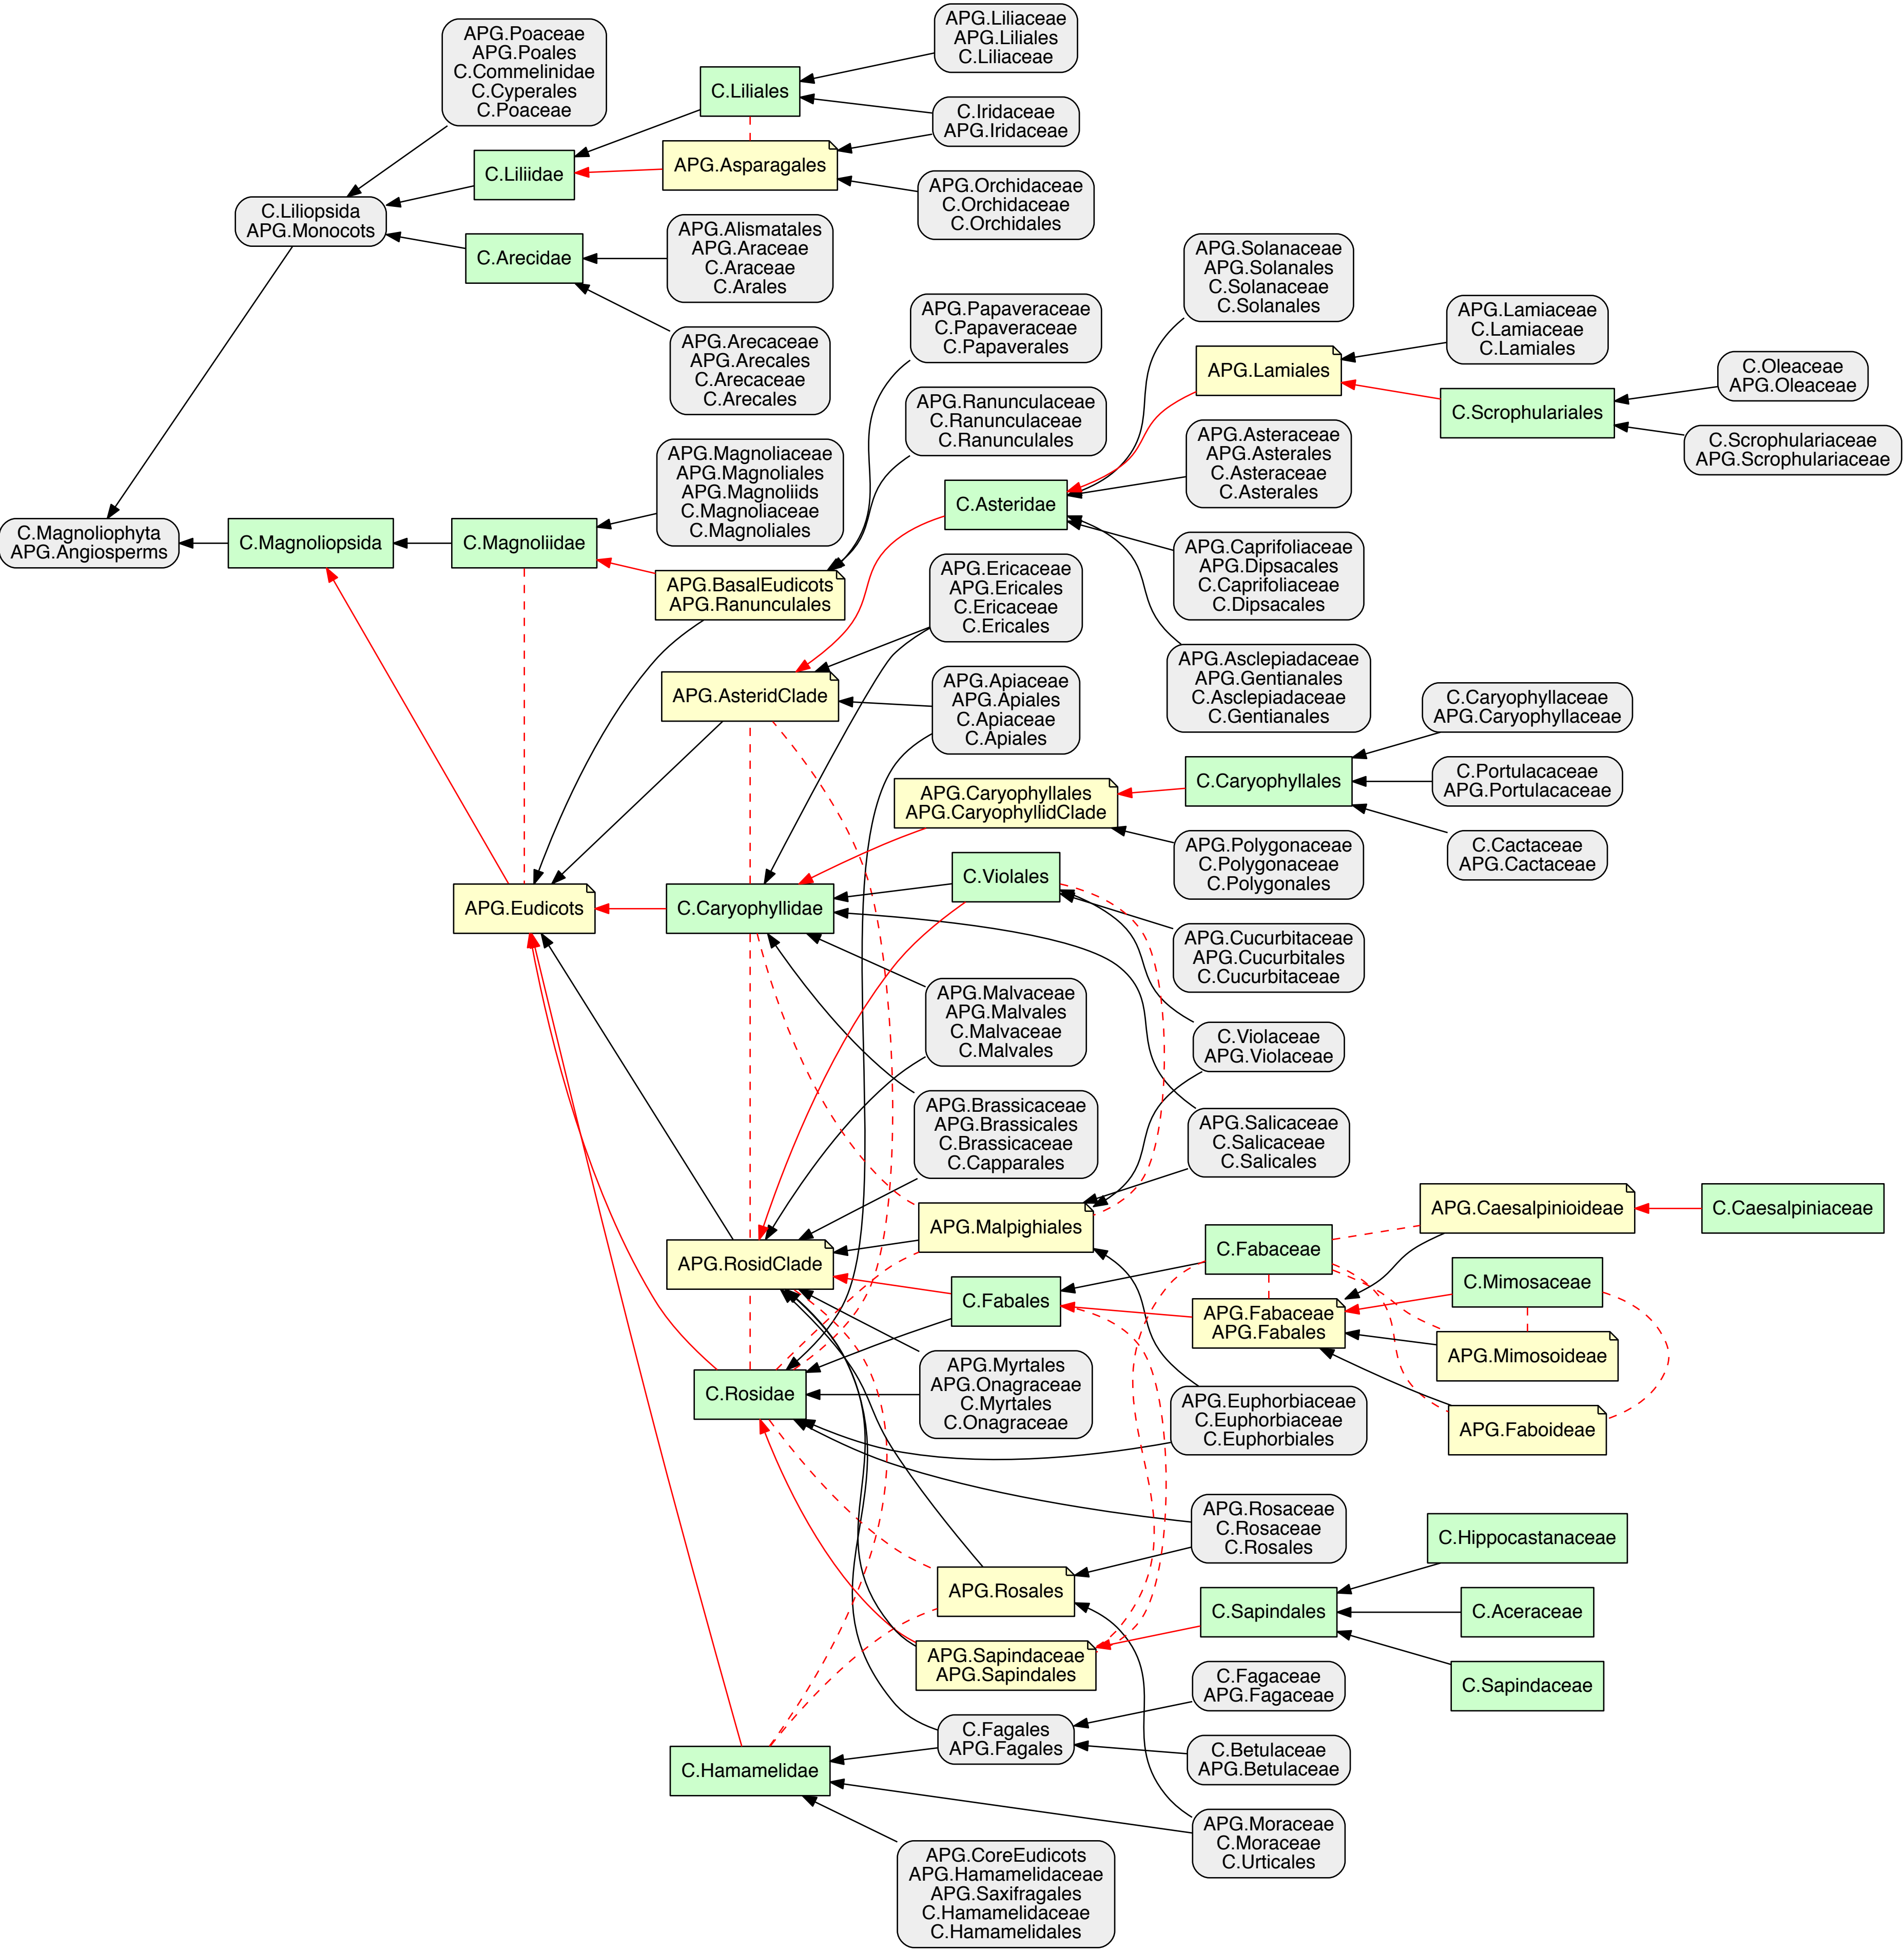 APG.Poaceae
APG.Poales
C.Commelinidae
C.Cyperales
C.Poaceae
C.Liliales
APG.Liliaceae
APG.Liliales
C.Liliaceae
C.Iridaceae
APG.Iridaceae
C.Liliidae
APG.Asparagales
APG.Orchidaceae
C.Orchidaceae
C.Orchidales
C.Liliopsida
APG.Monocots
C.Arecidae
APG.Alismatales
APG.Araceae
C.Araceae
C.Arales
APG.Arecaceae
APG.Arecales
C.Arecaceae
C.Arecales
APG.Papaveraceae
C.Papaveraceae
C.Papaverales
APG.Solanaceae
APG.Solanales
C.Solanaceae
C.Solanales
APG.Lamiaceae
C.Lamiaceae
C.Lamiales
APG.Lamiales
C.Oleaceae
APG.Oleaceae
C.Scrophulariales
C.Scrophulariaceae
APG.Scrophulariaceae
APG.Ranunculaceae
C.Ranunculaceae
C.Ranunculales
APG.Asteraceae
APG.Asterales
C.Asteraceae
C.Asterales
APG.Magnoliaceae
APG.Magnoliales
APG.Magnoliids
C.Magnoliaceae
C.Magnoliales
C.Asteridae
C.Magnoliophyta
APG.Angiosperms
C.Magnoliopsida
C.Magnoliidae
APG.BasalEudicots
APG.Ranunculales
APG.Ericaceae
APG.Ericales
C.Ericaceae
C.Ericales
APG.Caprifoliaceae
APG.Dipsacales
C.Caprifoliaceae
C.Dipsacales
APG.AsteridClade
APG.Apiaceae
APG.Apiales
C.Apiaceae
C.Apiales
APG.Asclepiadaceae
APG.Gentianales
C.Asclepiadaceae
C.Gentianales
C.Caryophyllaceae
APG.Caryophyllaceae
APG.Caryophyllales
APG.CaryophyllidClade
C.Caryophyllales
C.Portulacaceae
APG.Portulacaceae
APG.Polygonaceae
C.Polygonaceae
C.Polygonales
C.Cactaceae
APG.Cactaceae
APG.Eudicots
C.Caryophyllidae
C.Violales
APG.Cucurbitaceae
APG.Cucurbitales
C.Cucurbitaceae
APG.Malvaceae
APG.Malvales
C.Malvaceae
C.Malvales
C.Violaceae
APG.Violaceae
APG.Brassicaceae
APG.Brassicales
C.Brassicaceae
C.Capparales
APG.Salicaceae
C.Salicaceae
C.Salicales
APG.Malpighiales
APG.Caesalpinioideae
C.Caesalpiniaceae
APG.RosidClade
C.Fabaceae
C.Mimosaceae
C.Fabales
APG.Fabaceae
APG.Fabales
APG.Mimosoideae
C.Rosidae
APG.Myrtales
APG.Onagraceae
C.Myrtales
C.Onagraceae
APG.Euphorbiaceae
C.Euphorbiaceae
C.Euphorbiales
APG.Faboideae
APG.Rosaceae
C.Rosaceae
C.Rosales
C.Hippocastanaceae
APG.Rosales
C.Sapindales
C.Aceraceae
APG.Sapindaceae
APG.Sapindales
C.Sapindaceae
C.Fagaceae
APG.Fagaceae
C.Fagales
APG.Fagales
C.Betulaceae
APG.Betulaceae
C.Hamamelidae
APG.Moraceae
C.Moraceae
C.Urticales
APG.CoreEudicots
APG.Hamamelidaceae
APG.Saxifragales
C.Hamamelidaceae
C.Hamamelidales